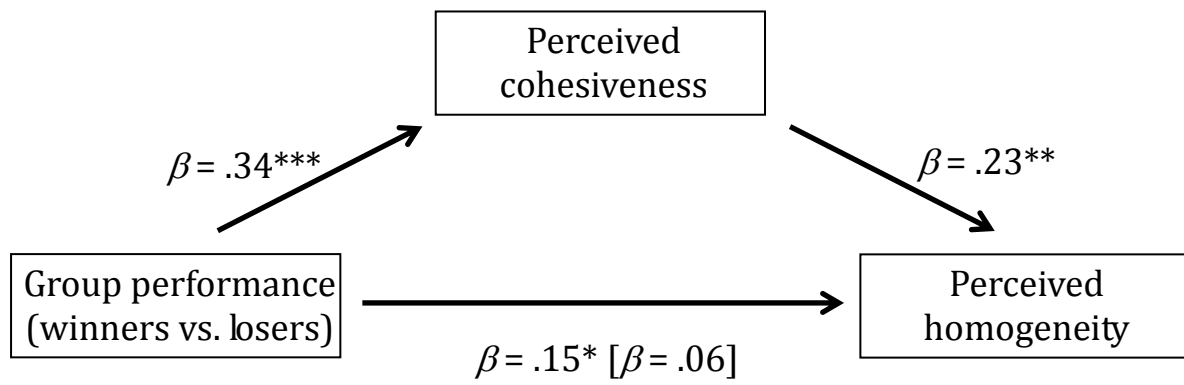 Perceived
cohesiveness
β = .34***
β = .23**
Group performance
(winners vs. losers)
Perceived
homogeneity
β = .15* [β = .06]